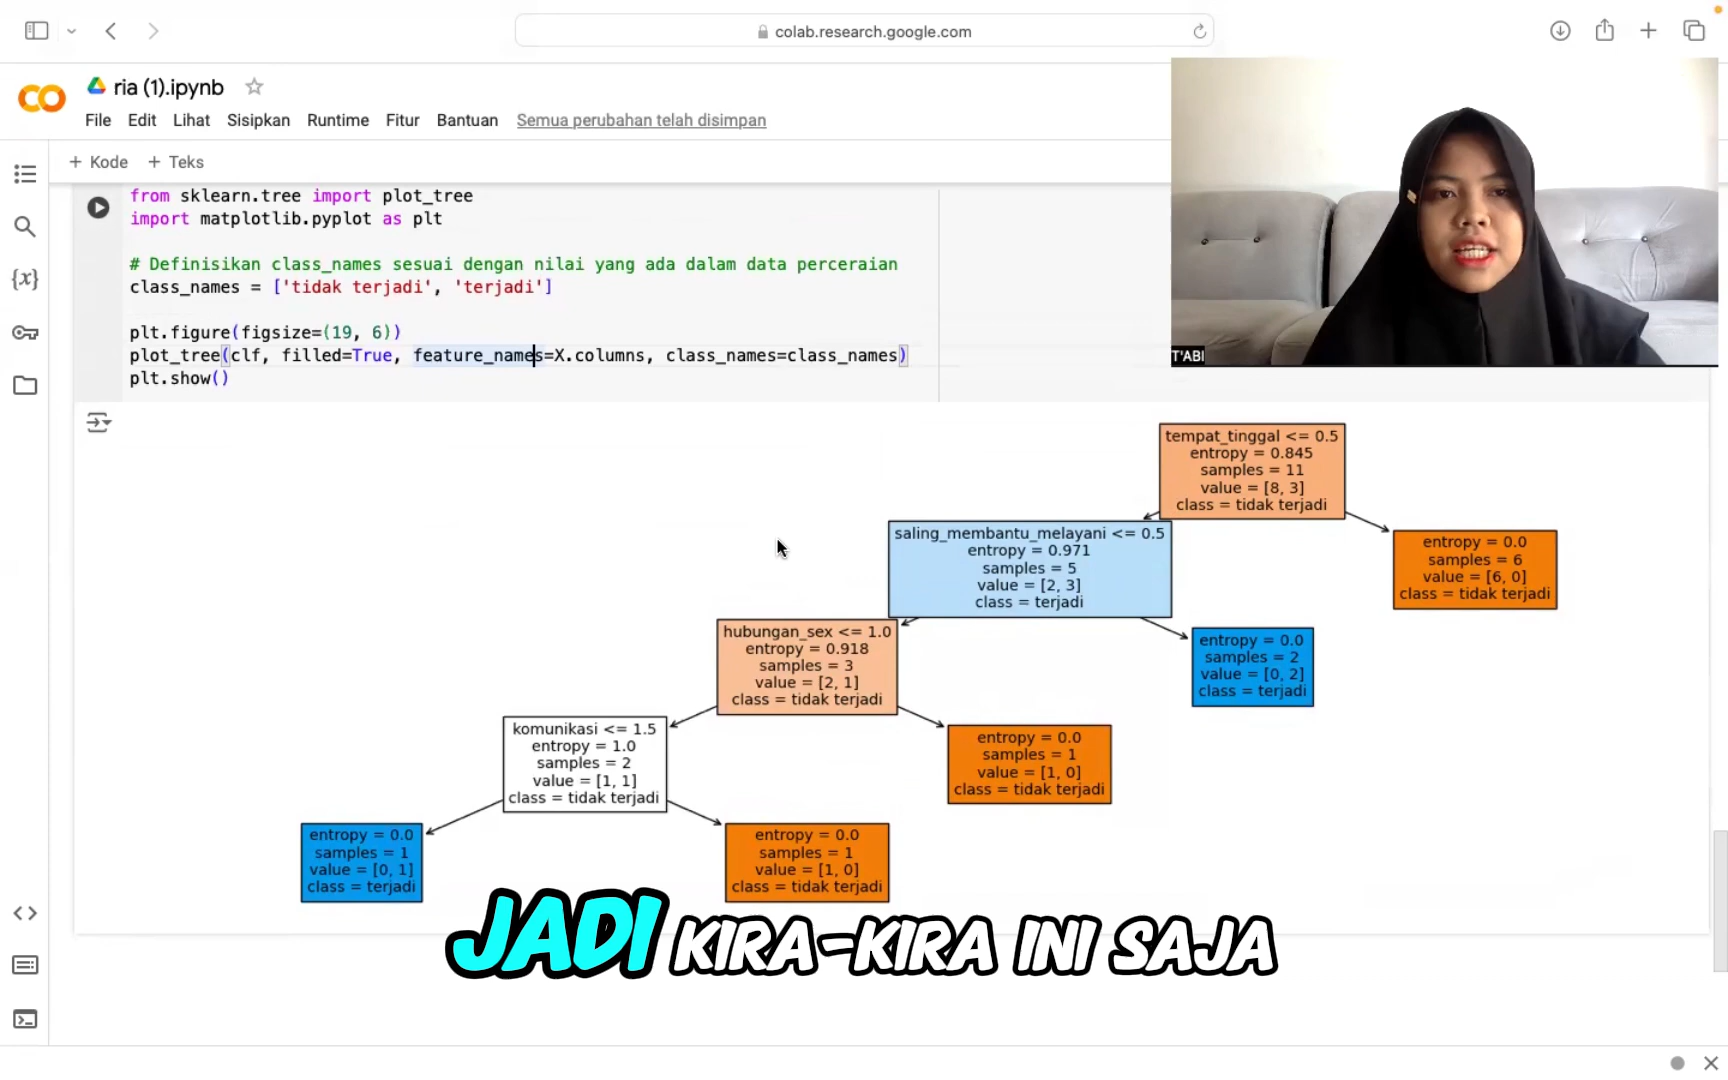 colab.research.google.com
ria (1).ipynb
File Edit Lihat Sisipkan Runtime Fitur Bantuan Semua perubahan telah disimpan
+ Kode + Teks
from sklearn.tree import plot_tree
import matplotlib.pyplot as plt
# Definisikan class_names sesuai dengan nilai yang ada dalam data perceraian
class_names = ['tidak terjadi', 'terjadi']
plt.figure(figsize=(19, 6))
plot_tree(clf, filled=True, feature_names=X.columns, class_names=class_names)
plt.show()
T'ABI
tempat_tinggal <= 0.5
entropy = 0.845
samples = 11
value = [8, 3]
class = tidak terjadi
saling_membantu_melayani <= 0.5
entropy = 0.971
samples = 5
value = [2, 3]
class = terjadi
entropy = 0.0
samples = 6
value = [6, 0]
class = tidak terjadi
hubungan_sex <= 1.0
entropy = 0.918
samples = 3
value = [2, 1]
class = tidak terjadi
entropy = 0.0
samples = 2
value = [0, 2]
class = terjadi
komunikasi <= 1.5
entropy = 1.0
samples = 2
value = [1, 1]
class = tidak terjadi
entropy = 0.0
samples = 1
value = [1, 0]
class = tidak terjadi
entropy = 0.0
samples = 1
value = [0, 1]
class = terjadi
entropy = 0.0
samples = 1
value = [1, 0]
class = tidak terjadi
JADI KIRA-KIRA INI SAJA